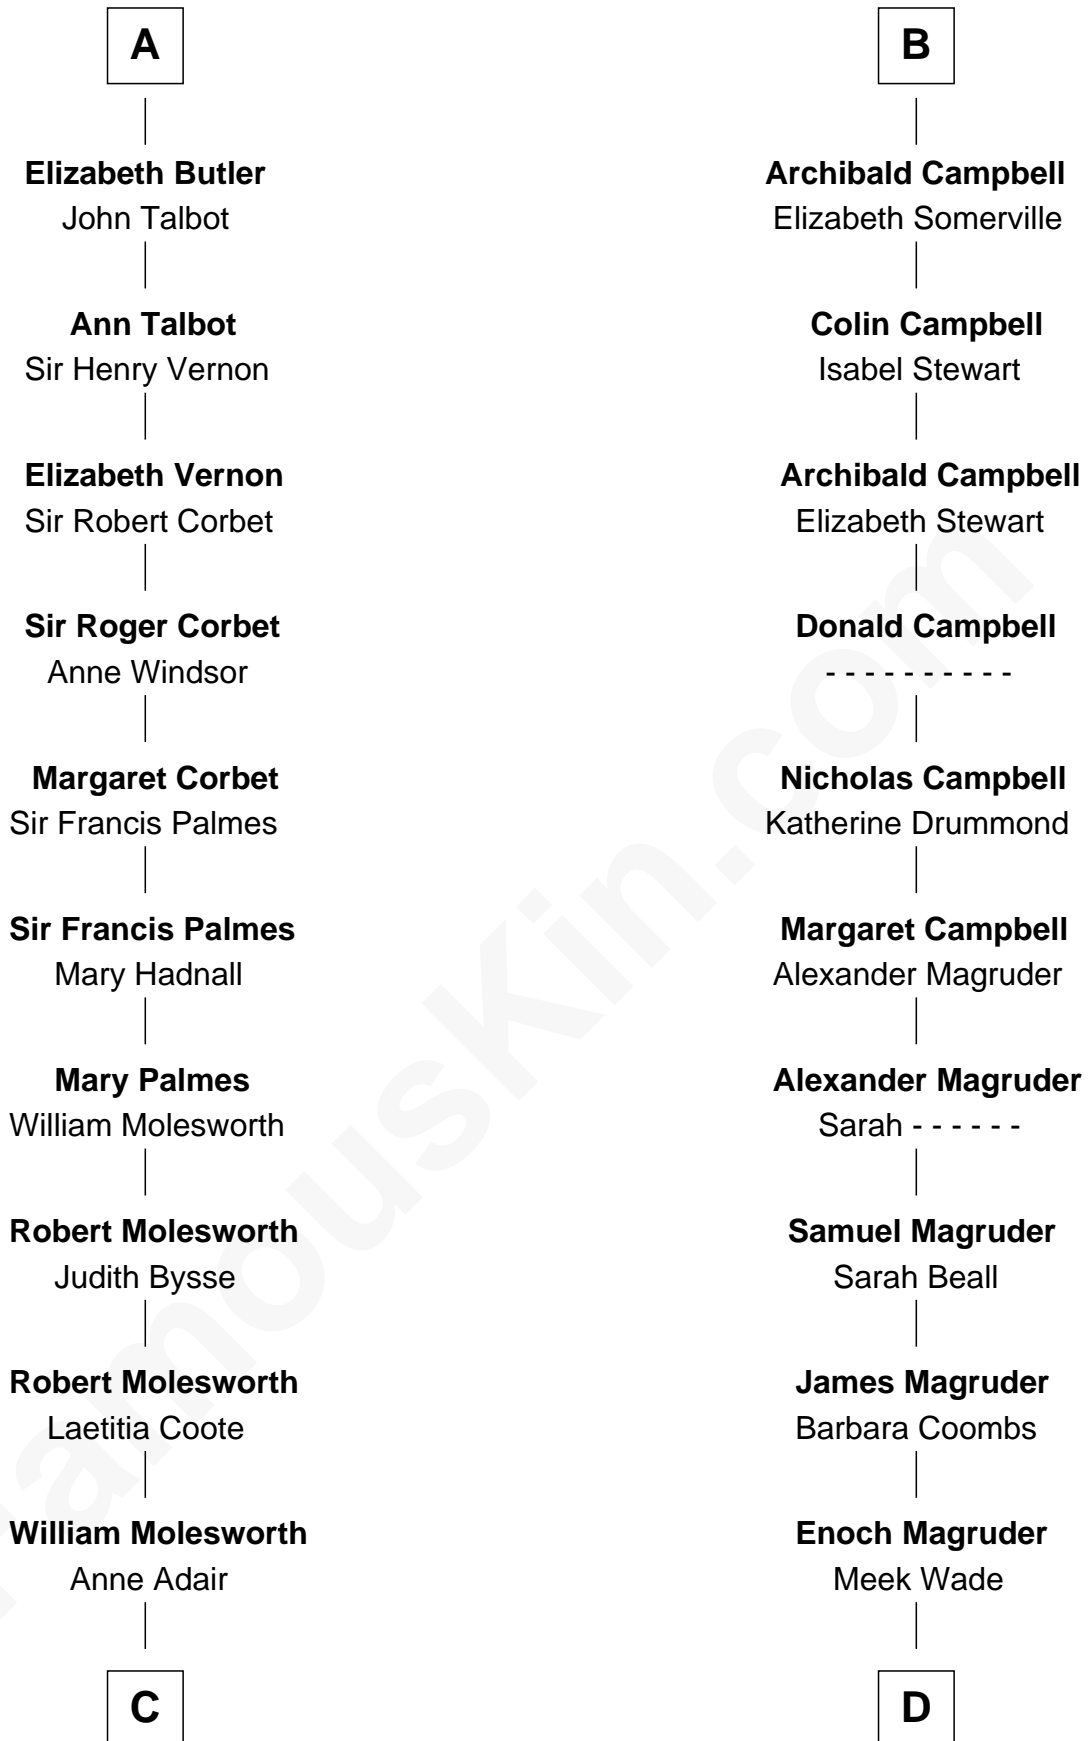 A
Elizabeth Butler
John Talbot
Ann Talbot
Sir Henry Vernon
Elizabeth Vernon
Sir Robert Corbet
Sir Roger Corbet
Anne Windsor
Margaret Corbet
Sir Francis Palmes
Sir Francis Palmes
Mary Hadnall
Mary Palmes
William Molesworth
Robert Molesworth
Judith Bysse
Robert Molesworth
Laetitia Coote
William Molesworth
Anne Adair
C
B
Archibald Campbell
Elizabeth Somerville
Colin Campbell
Isabel Stewart
Archibald Campbell
Elizabeth Stewart
Donald Campbell
- - - - - - - - - -
Nicholas Campbell
Katherine Drummond
Margaret Campbell
Alexander Magruder
Alexander Magruder
Sarah - - - - - -
Samuel Magruder
Sarah Beall
James Magruder
Barbara Coombs
Enoch Magruder
Meek Wade
D
FamousKin.com